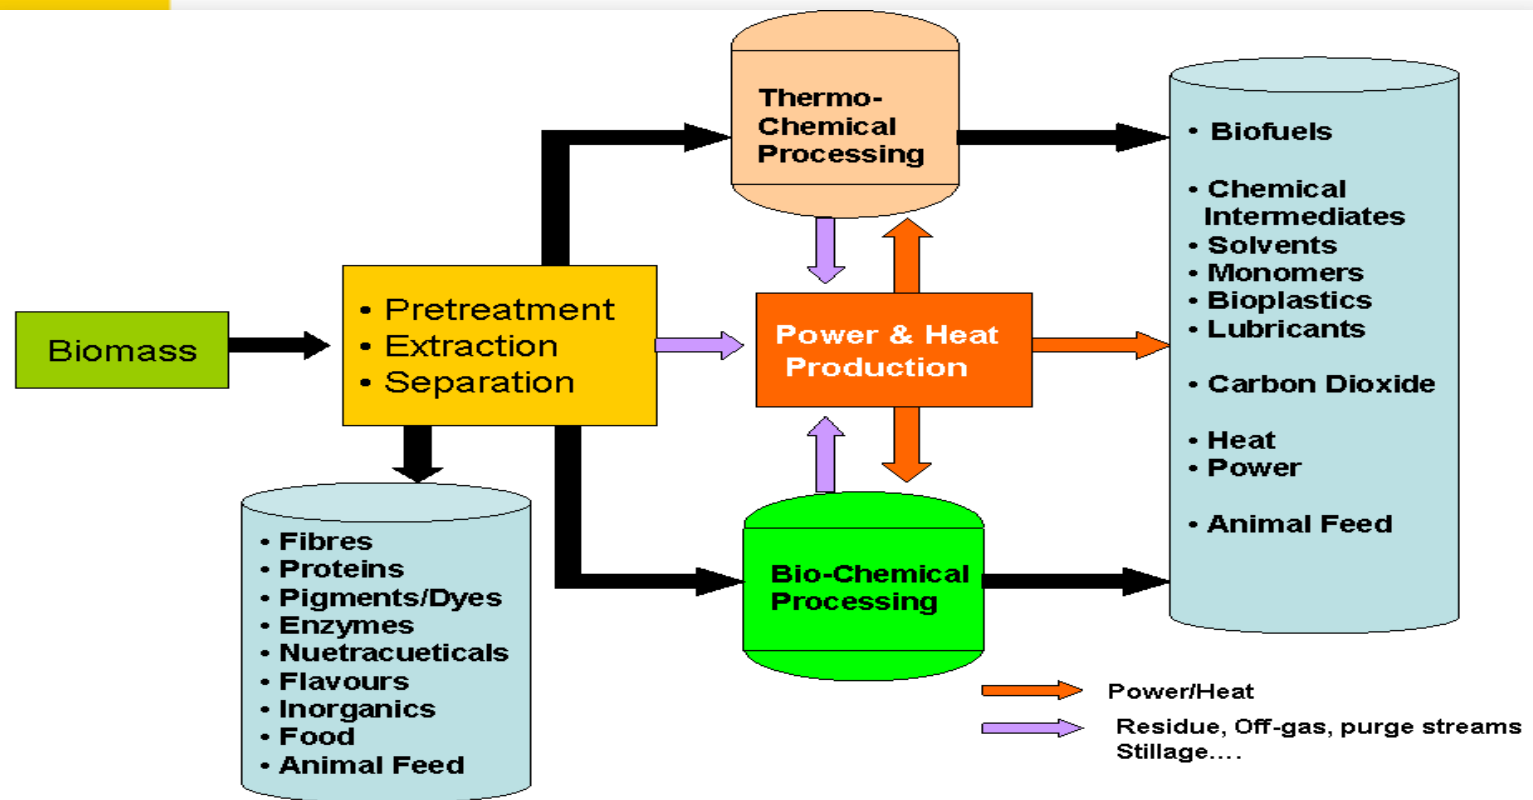 Biomass
• Pretreatment
• Extraction
• Separation
• Fibres
• Proteins
• Pigments/Dyes
• Enzymes
• Nuetracueticals
• Flavours
• Inorganics
• Food
• Animal Feed
Thermo-
Chemical
Processing
Power & Heat
Production
Bio-Chemical
Processing
• Biofuels
• Chemical
Intermediates
• Solvents
• Monomers
• Bioplastics
• Lubricants
• Carbon Dioxide
• Heat
• Power
• Animal Feed
Power/Heat
Residue, Off-gas, purge streams
Stillage....